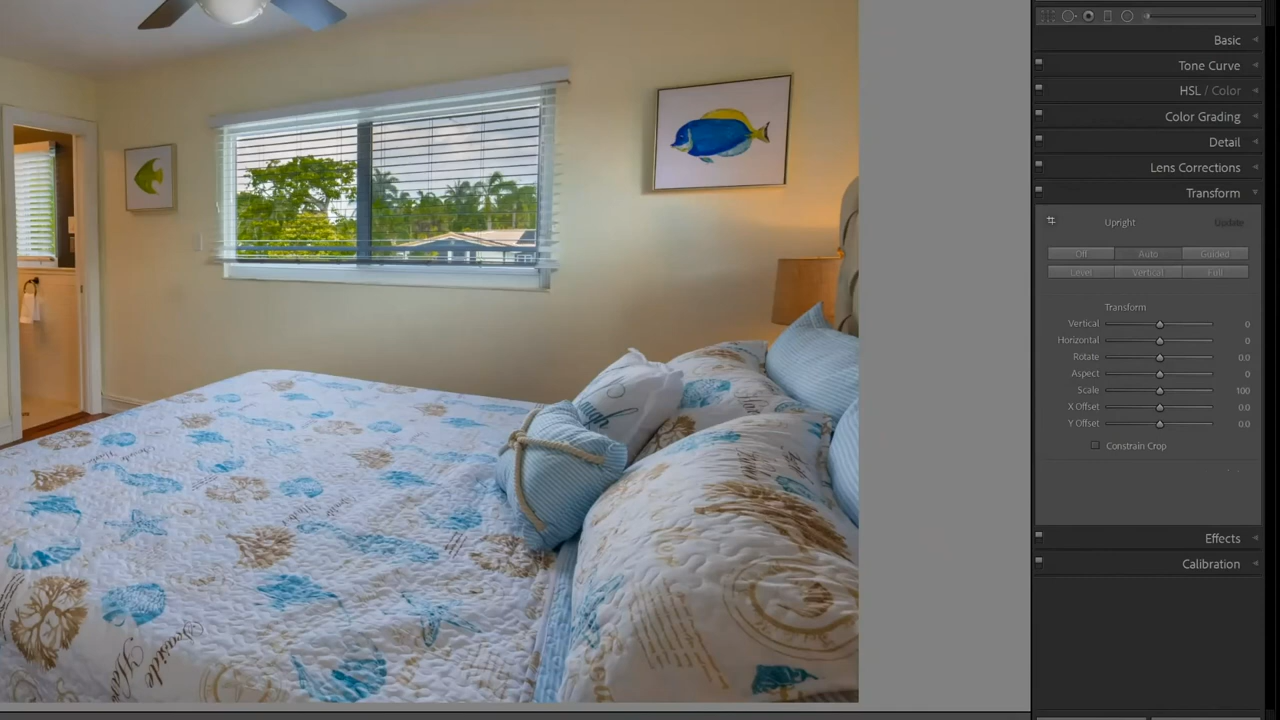 Basic
Tone Curve
HSL / Color
Color Grading
Detail
Lens Corrections
Transform
Upright Update
Off Auto Guided
Level Vertical Full
Transform
Vertical 0
Horizontal 0
Rotate 0.0
Aspect 0
Scale 100
X Offset 0.0
Y Offset 0.0
Constrain Crop
Effects
Calibration
Seaside